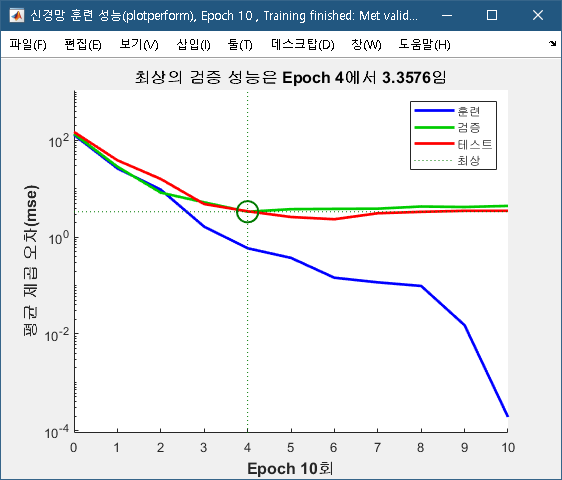 신경망 훈련 성능(plotperform), Epoch 10 , Training finished: Met valid...
파일(F) 편집(E) 보기(V) 삽입(I) 툴(T) 데스크탑(D) 창(W) 도움말(H)
최상의 검증 성능은 Epoch 4에서 3.3576임
훈련
검증
테스트
최상
평균 제곱 오차(mse)
10^2
10^0
10^-2
10^-4
0 1 2 3 4 5 6 7 8 9 10
Epoch 10회